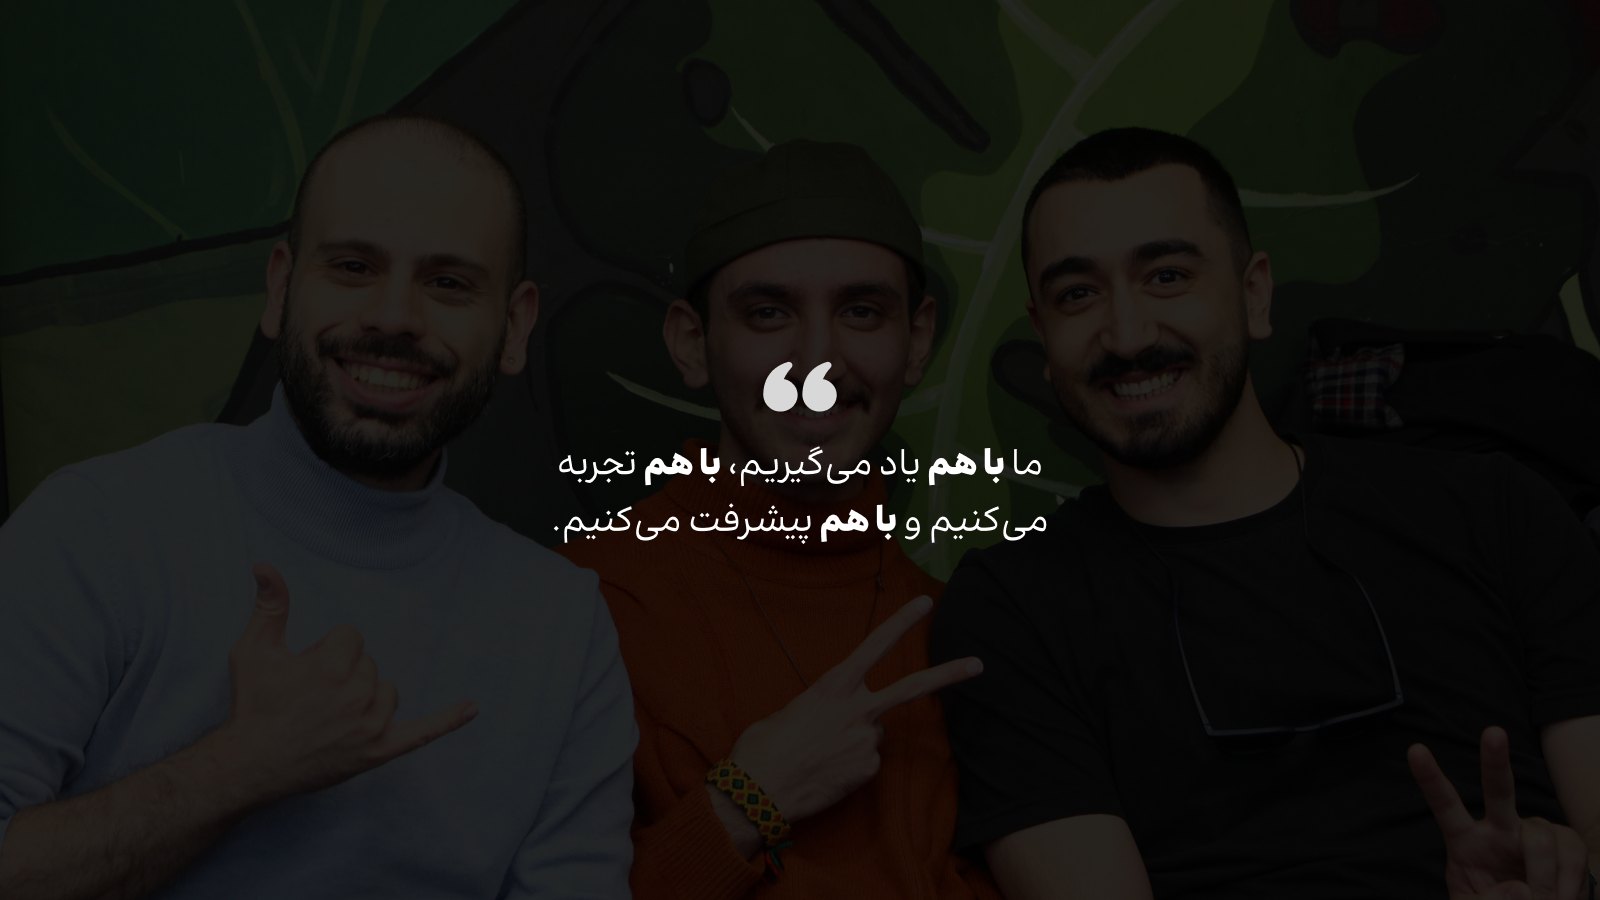 ما با هم یاد می‌گیریم، با هم تجربه
می‌کنیم و با هم پیشرفت می‌کنیم.